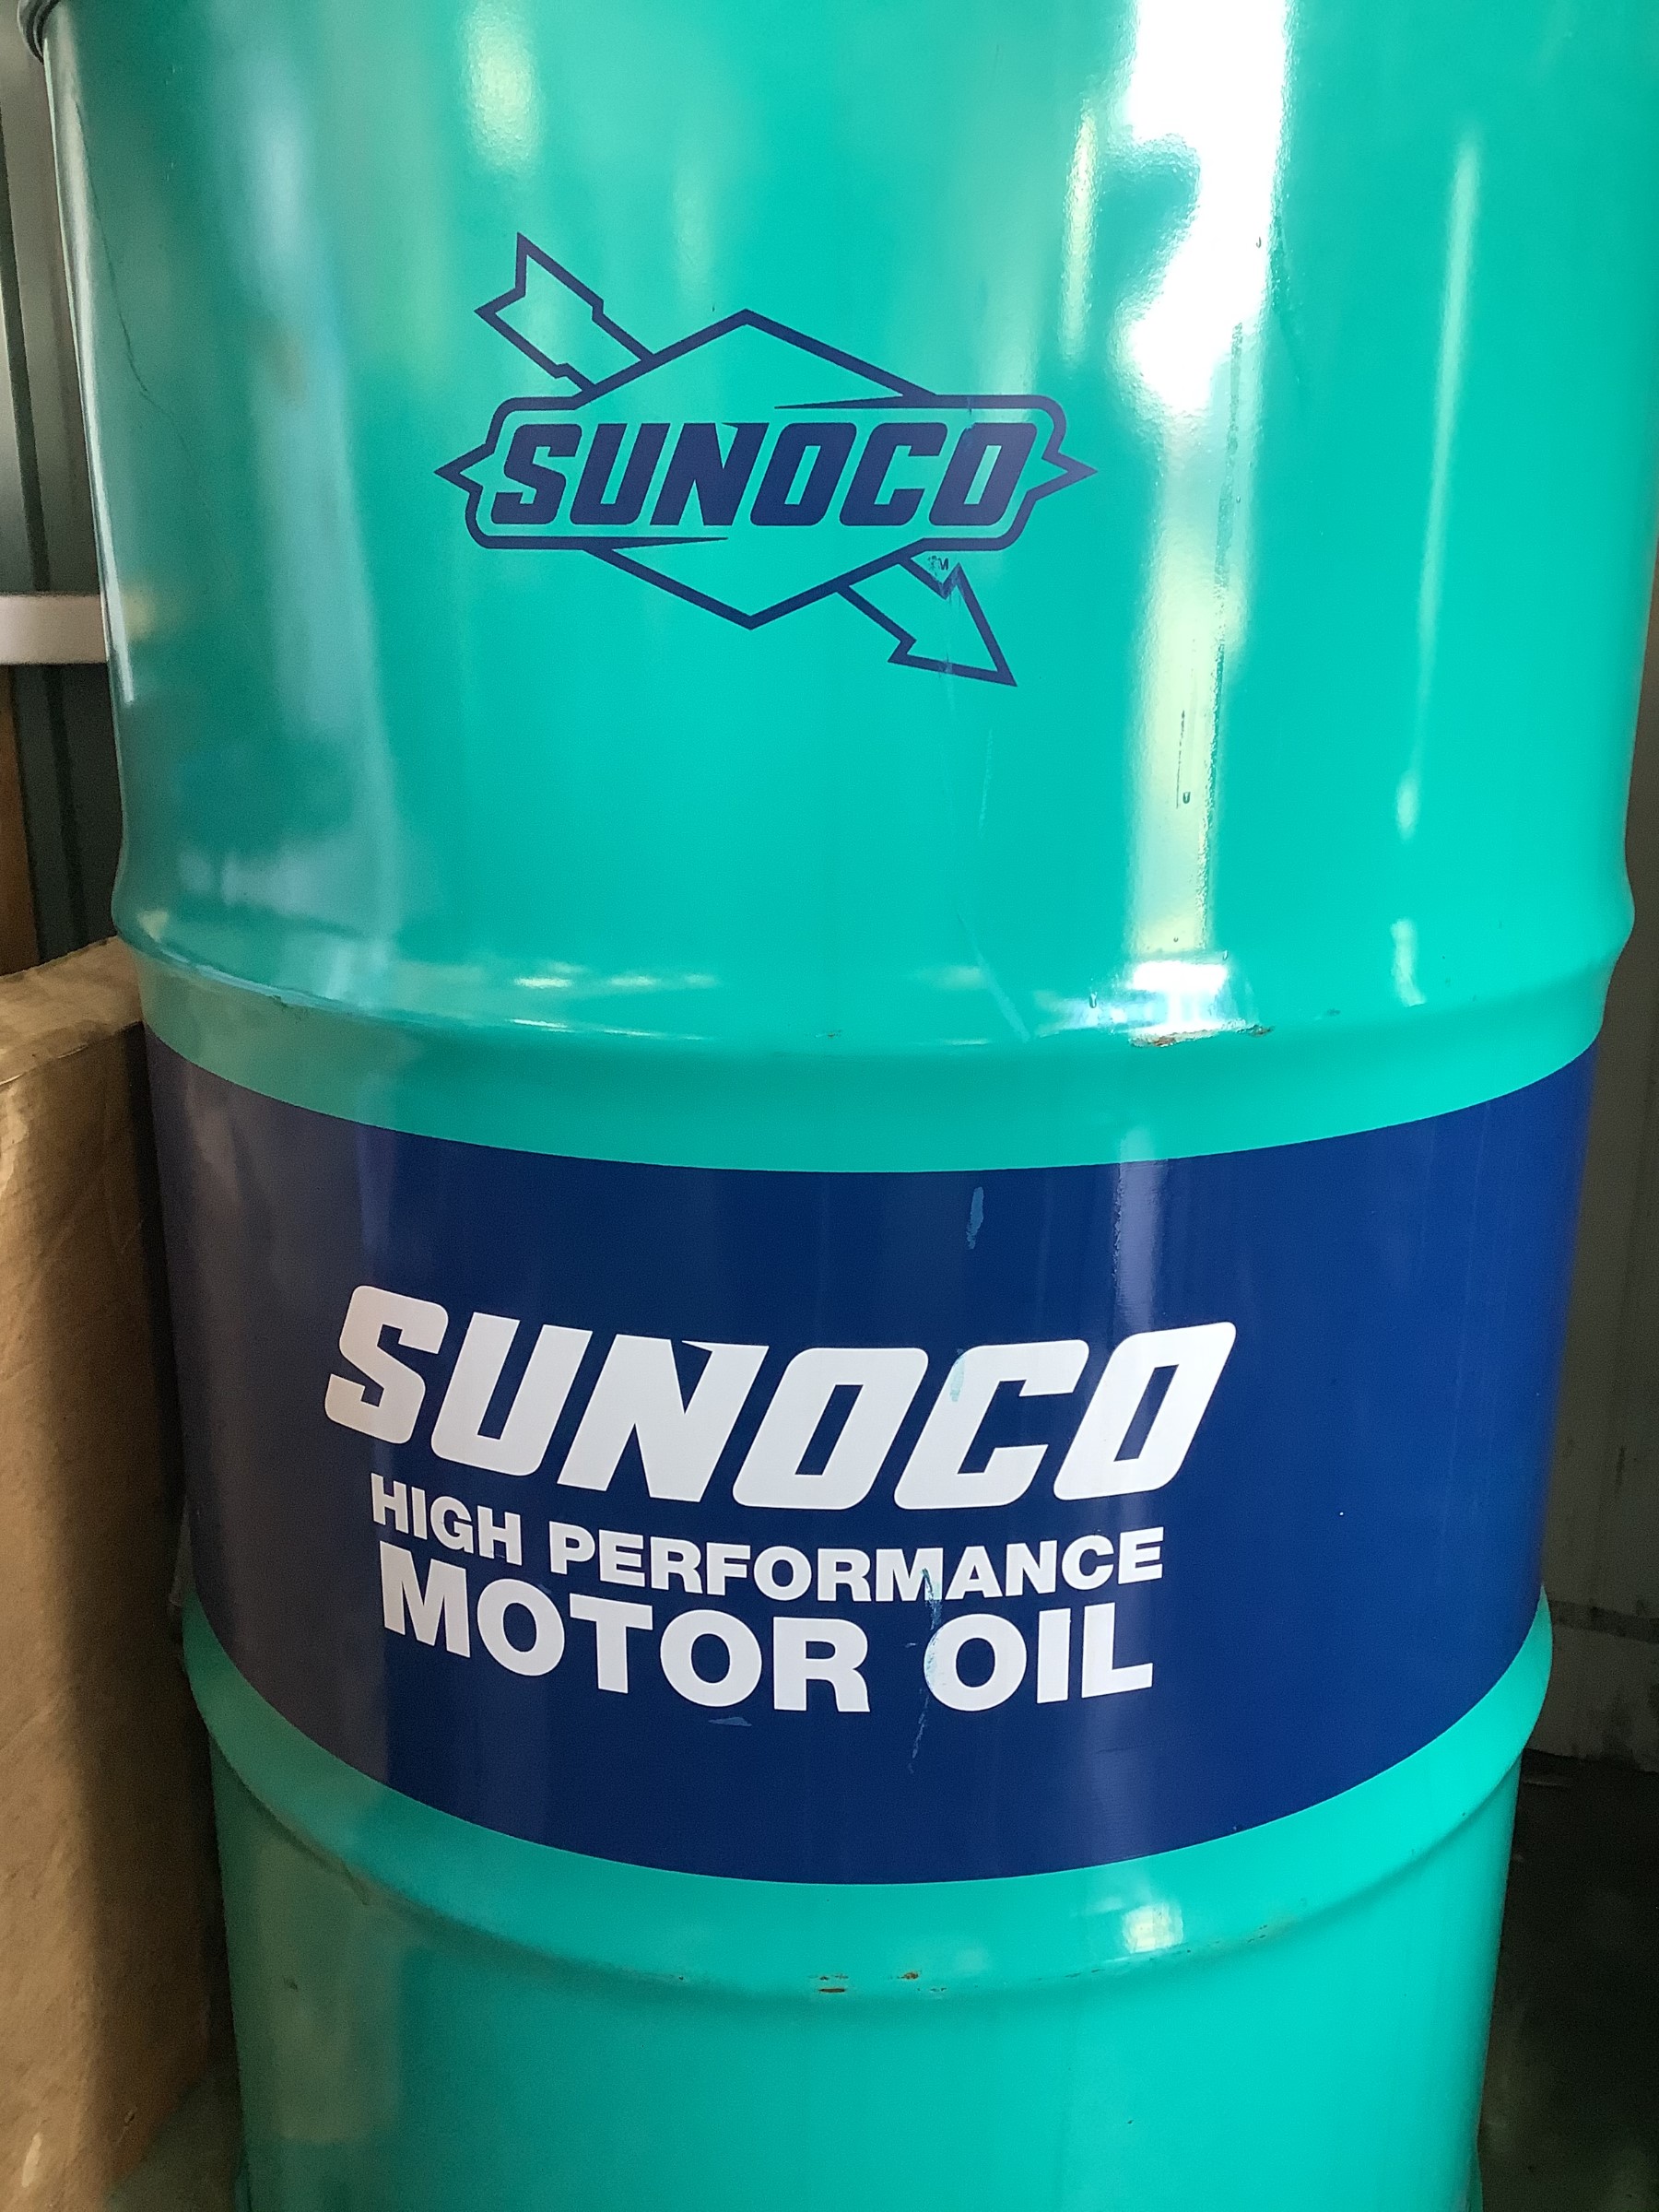 SUNOCO
TM
SUNOCO
HIGH PERFORMANCE
MOTOR OIL